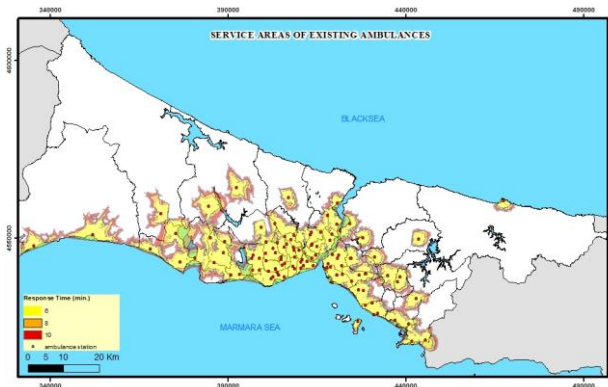 340000 390000 440000 490000
SERVICE AREAS OF EXISTING AMBULANCES
4600000
BLACKSEA
Response Time (min.)
6
8
10
ambulance station
0 5 10 20 Km
MARMARA SEA
340000 390000 440000 490000